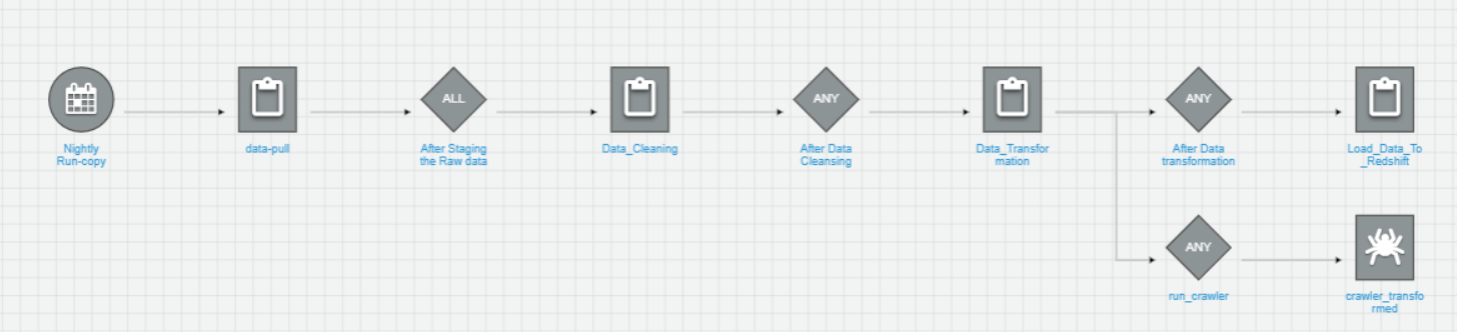 ALL
ANY
ANY
Nightly
Run-copy
data-pull
After Staging
the Raw data
Data_Cleaning
After Data
Cleansing
Data_Transfor
mation
After Data
transformation
Load_Data_To
_Redshift
ANY
run_crawler
crawler_transfo
rmed